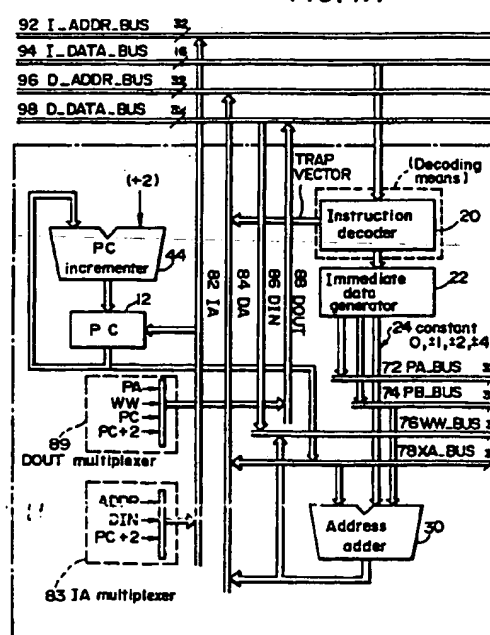 92 I_ADDR_BUS 32
94 I_DATA_BUS 16
96 D_ADDR_BUS 32
98 D_DATA_BUS
TRAP VECTOR
(Decoding means)
Instruction decoder
20
(+2)
PC incrementer
44
12
PC
82 IA
84 DA
86 DIN
88 DOUT
Immediate data generator
22
24 constant
0, ±1, ±2, ±4
72 PA_BUS
74 PB_BUS
76 WW_BUS
78 XA_BUS
PA
WW
PC
PC+2
89
DOUT multiplexer
ADDR
DIN
PC+2
83 IA multiplexer
Address adder
30